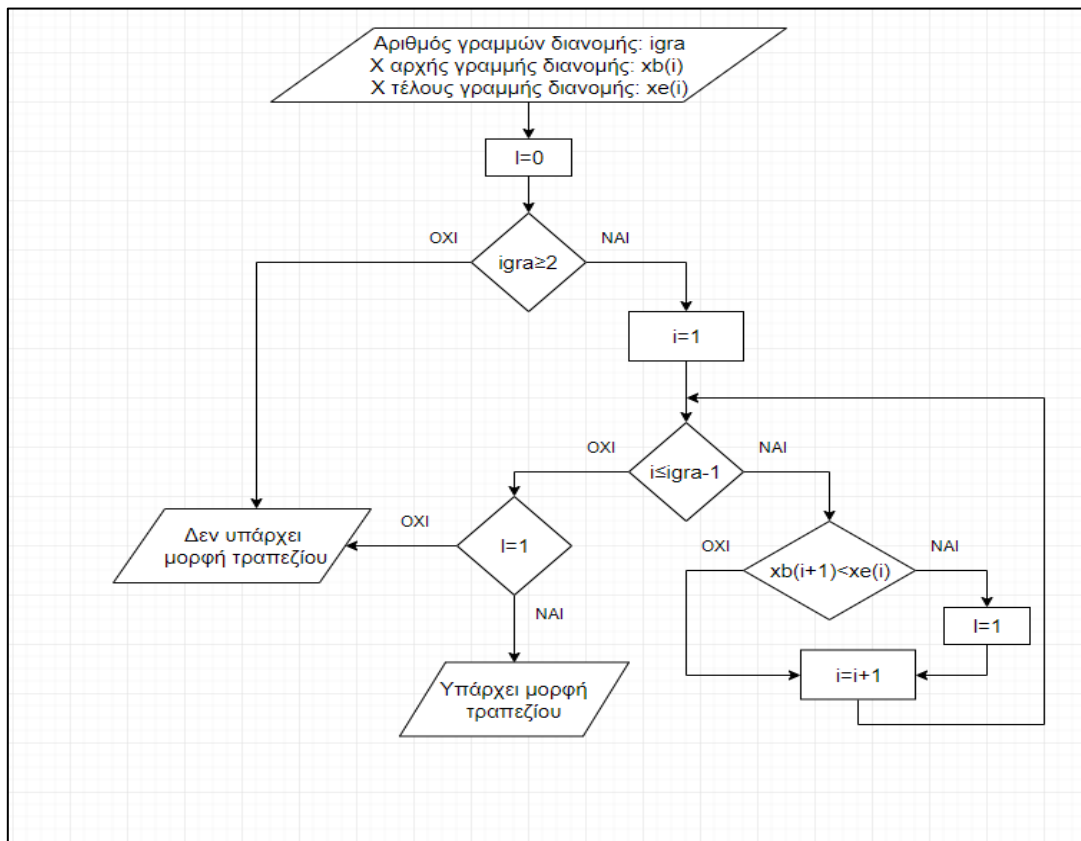 Αριθμός γραμμών διανομής: igra
X αρχής γραμμής διανομής: xb(i)
X τέλους γραμμής διανομής: xe(i)
l=0
ΟΧΙ
ΝΑΙ
igra≥2
i=1
ΟΧΙ
ΝΑΙ
i≤igra-1
Δεν υπάρχει
μορφή τραπεζίου
ΟΧΙ
l=1
ΟΧΙ
ΝΑΙ
xb(i+1)<xe(i)
ΝΑΙ
l=1
i=i+1
Υπάρχει μορφή
τραπεζίου